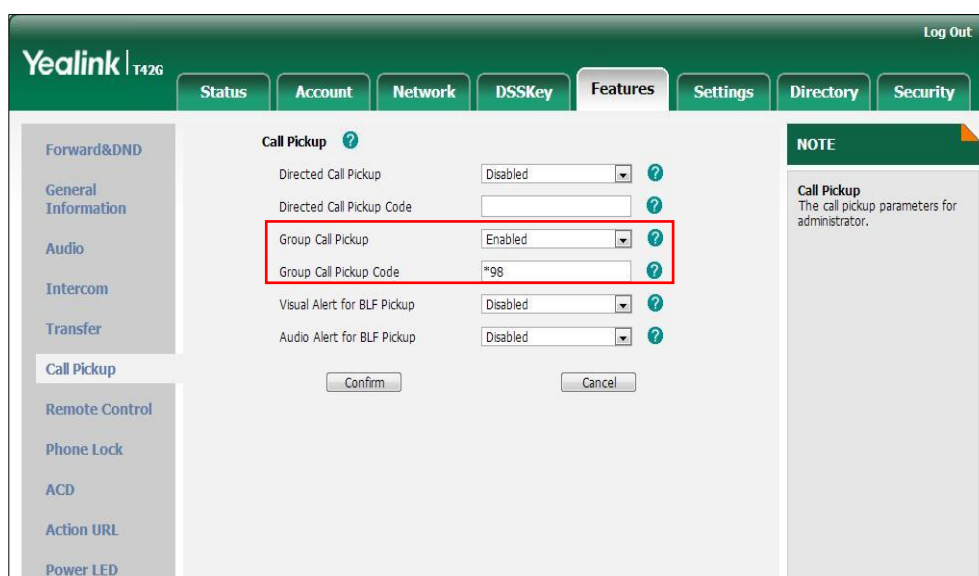 Log Out
Yealink | T42G
Status Account Network DSSKey Features Settings Directory Security
Forward&DND
General
Information
Audio
Intercom
Transfer
Call Pickup
Remote Control
Phone Lock
ACD
Action URL
Power LED
Call Pickup ?
Directed Call Pickup Disabled ?
Directed Call Pickup Code ?
Group Call Pickup Enabled ?
Group Call Pickup Code *98 ?
Visual Alert for BLF Pickup Disabled ?
Audio Alert for BLF Pickup Disabled ?
Confirm Cancel
NOTE
Call Pickup
The call pickup parameters for
administrator.